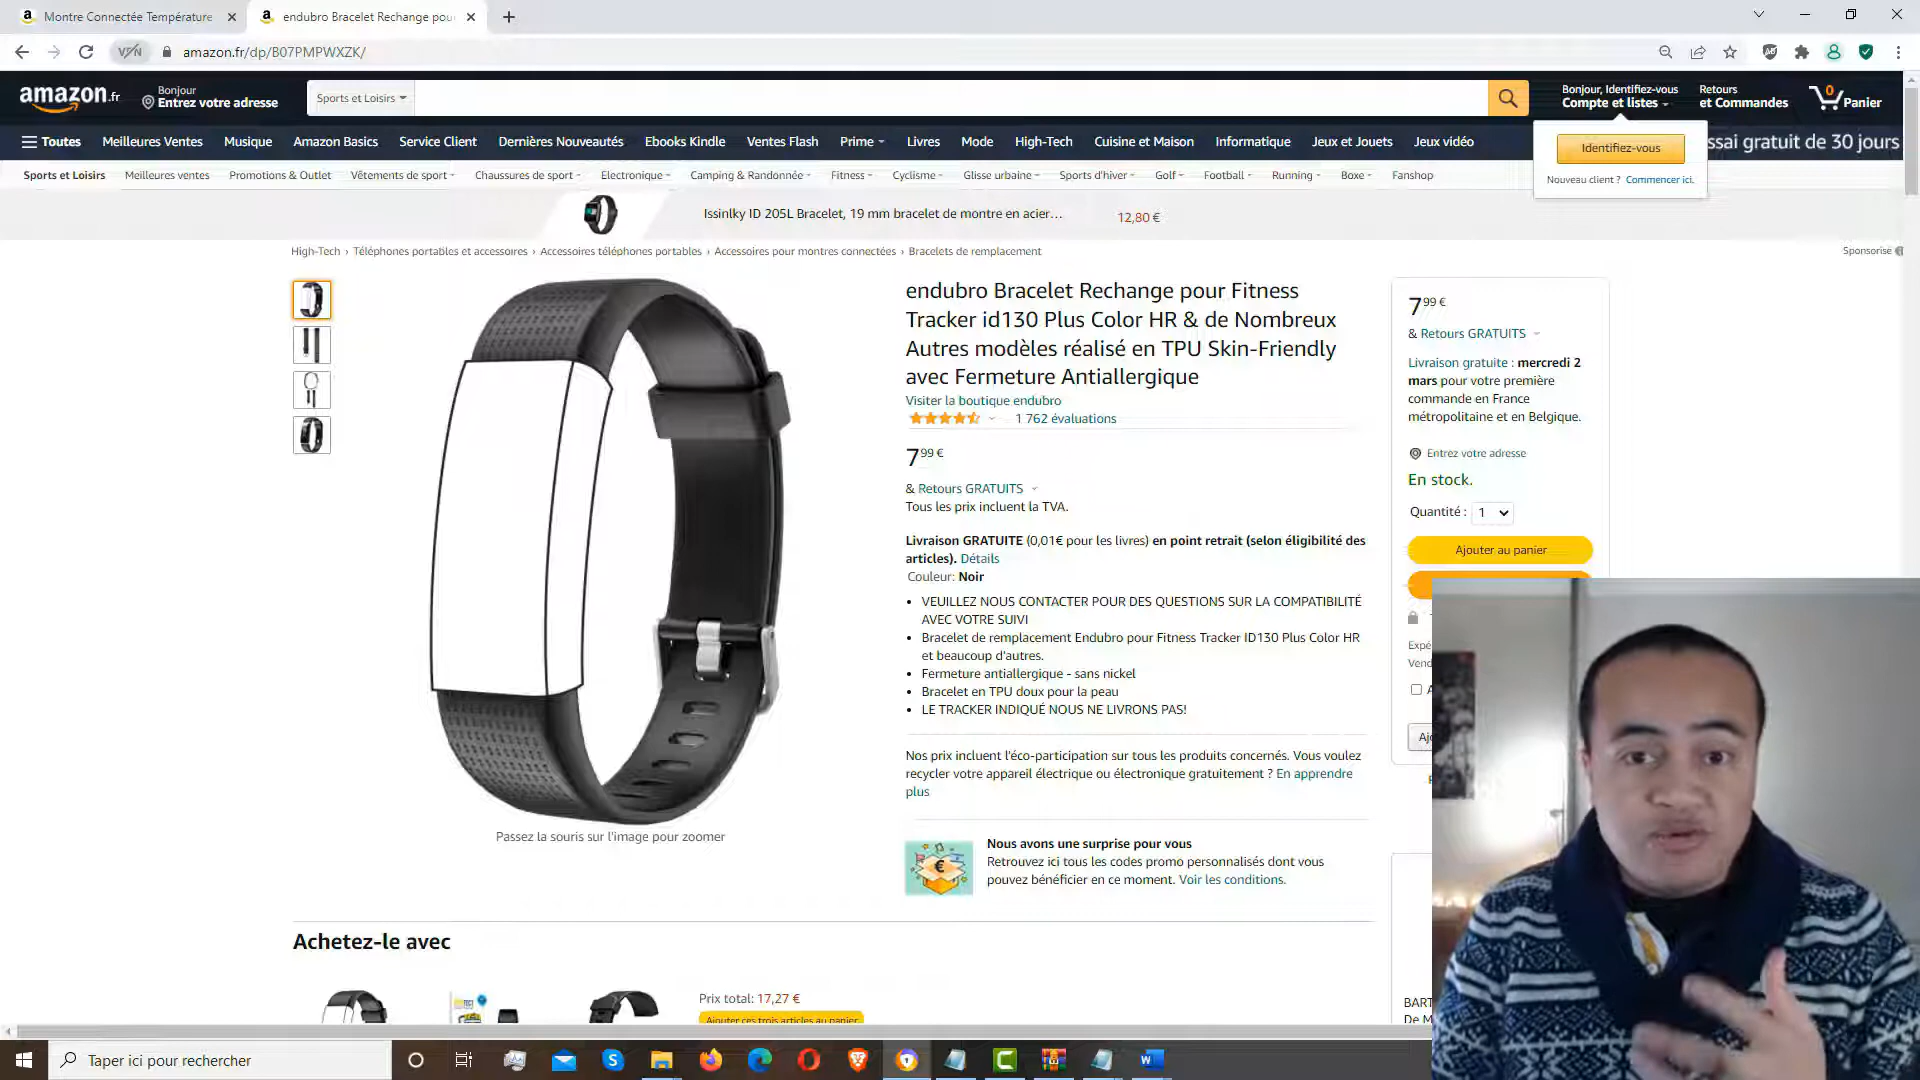 Montre Connectée Température
endubro Bracelet Rechange pou
VPN
amazon.fr/dp/B07PMPWXZK/
amazon.fr
Bonjour
Entrez votre adresse
Sports et Loisirs
Bonjour, Identifiez-vous
Compte et listes
Retours
et Commandes
0
Panier
Toutes
Meilleures Ventes
Musique
Amazon Basics
Service Client
Dernières Nouveautés
Ebooks Kindle
Ventes Flash
Prime
Livres
Mode
High-Tech
Cuisine et Maison
Informatique
Jeux et Jouets
Jeux vidéo
ssai gratuit de 30 jours
Identifiez-vous
Nouveau client ? Commencer ici.
Sports et Loisirs
Meilleures ventes
Promotions & Outlet
Vêtements de sport
Chaussures de sport
Electronique
Camping & Randonnée
Fitness
Cyclisme
Glisse urbaine
Sports d'hiver
Golf
Football
Running
Boxe
Fanshop
Issinlky ID 205L Bracelet, 19 mm bracelet de montre en acier…
12,80 €
High-Tech › Téléphones portables et accessoires › Accessoires téléphones portables › Accessoires pour montres connectées › Bracelets de remplacement
Sponsorisé
endubro Bracelet Rechange pour Fitness
Tracker id130 Plus Color HR & de Nombreux
Autres modèles réalisé en TPU Skin-Friendly
avec Fermeture Antiallergique
Visiter la boutique endubro
1 762 évaluations
7 99 €
& Retours GRATUITS
Tous les prix incluent la TVA.
Livraison GRATUITE (0,01€ pour les livres) en point retrait (selon éligibilité des
articles). Détails
Couleur: Noir
• VEUILLEZ NOUS CONTACTER POUR DES QUESTIONS SUR LA COMPATIBILITÉ
AVEC VOTRE SUIVI
• Bracelet de remplacement Endubro pour Fitness Tracker ID130 Plus Color HR
et beaucoup d'autres.
• Fermeture antiallergique - sans nickel
• Bracelet en TPU doux pour la peau
• LE TRACKER INDIQUÉ NOUS NE LIVRONS PAS!
Nos prix incluent l'éco-participation sur tous les produits concernés. Vous voulez
recycler votre appareil électrique ou électronique gratuitement ? En apprendre
plus
Nous avons une surprise pour vous
Retrouvez ici tous les codes promo personnalisés dont vous
pouvez bénéficier en ce moment. Voir les conditions.
7 99 €
& Retours GRATUITS
Livraison gratuite : mercredi 2
mars pour votre première
commande en France
métropolitaine et en Belgique.
Entrez votre adresse
En stock.
Quantité : 1
Ajouter au panier
Expé
Vend
Aj
Passez la souris sur l'image pour zoomer
Achetez-le avec
Prix total: 17,27 €
Ajouter ces trois articles au panier
BART
De M
Taper ici pour rechercher